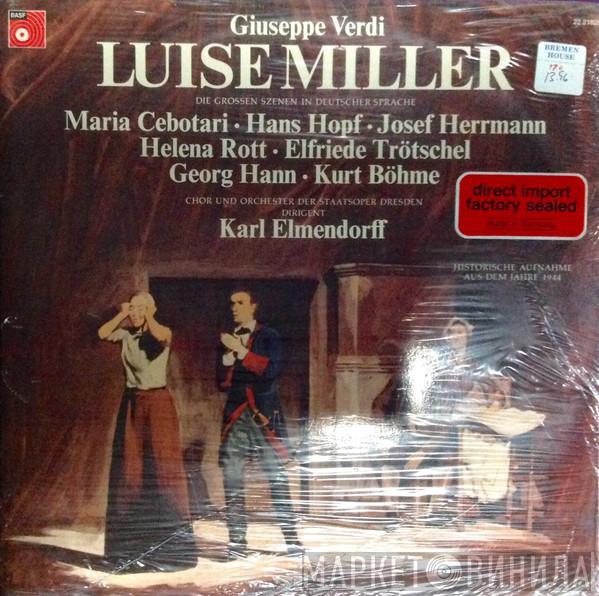 BASF
Giuseppe Verdi
LUISE MILLER
BREMEN
HOUSE
13.96
DIE GROSSEN SZENEN IN DEUTSCHER SPRACHE
Maria Cebotari · Hans Hopf · Josef Herrmann
Helena Rott · Elfriede Trötschel
Georg Hann · Kurt Böhme
CHOR UND ORCHESTER DER STAATSOPER DRESDEN
DIRIGENT
Karl Elmendorff
direct import
factory sealed
Made in Germany
HISTORISCHE AUFNAHME
AUS DEM JAHRE 1944
МАРКЕТ ВИНИЛА